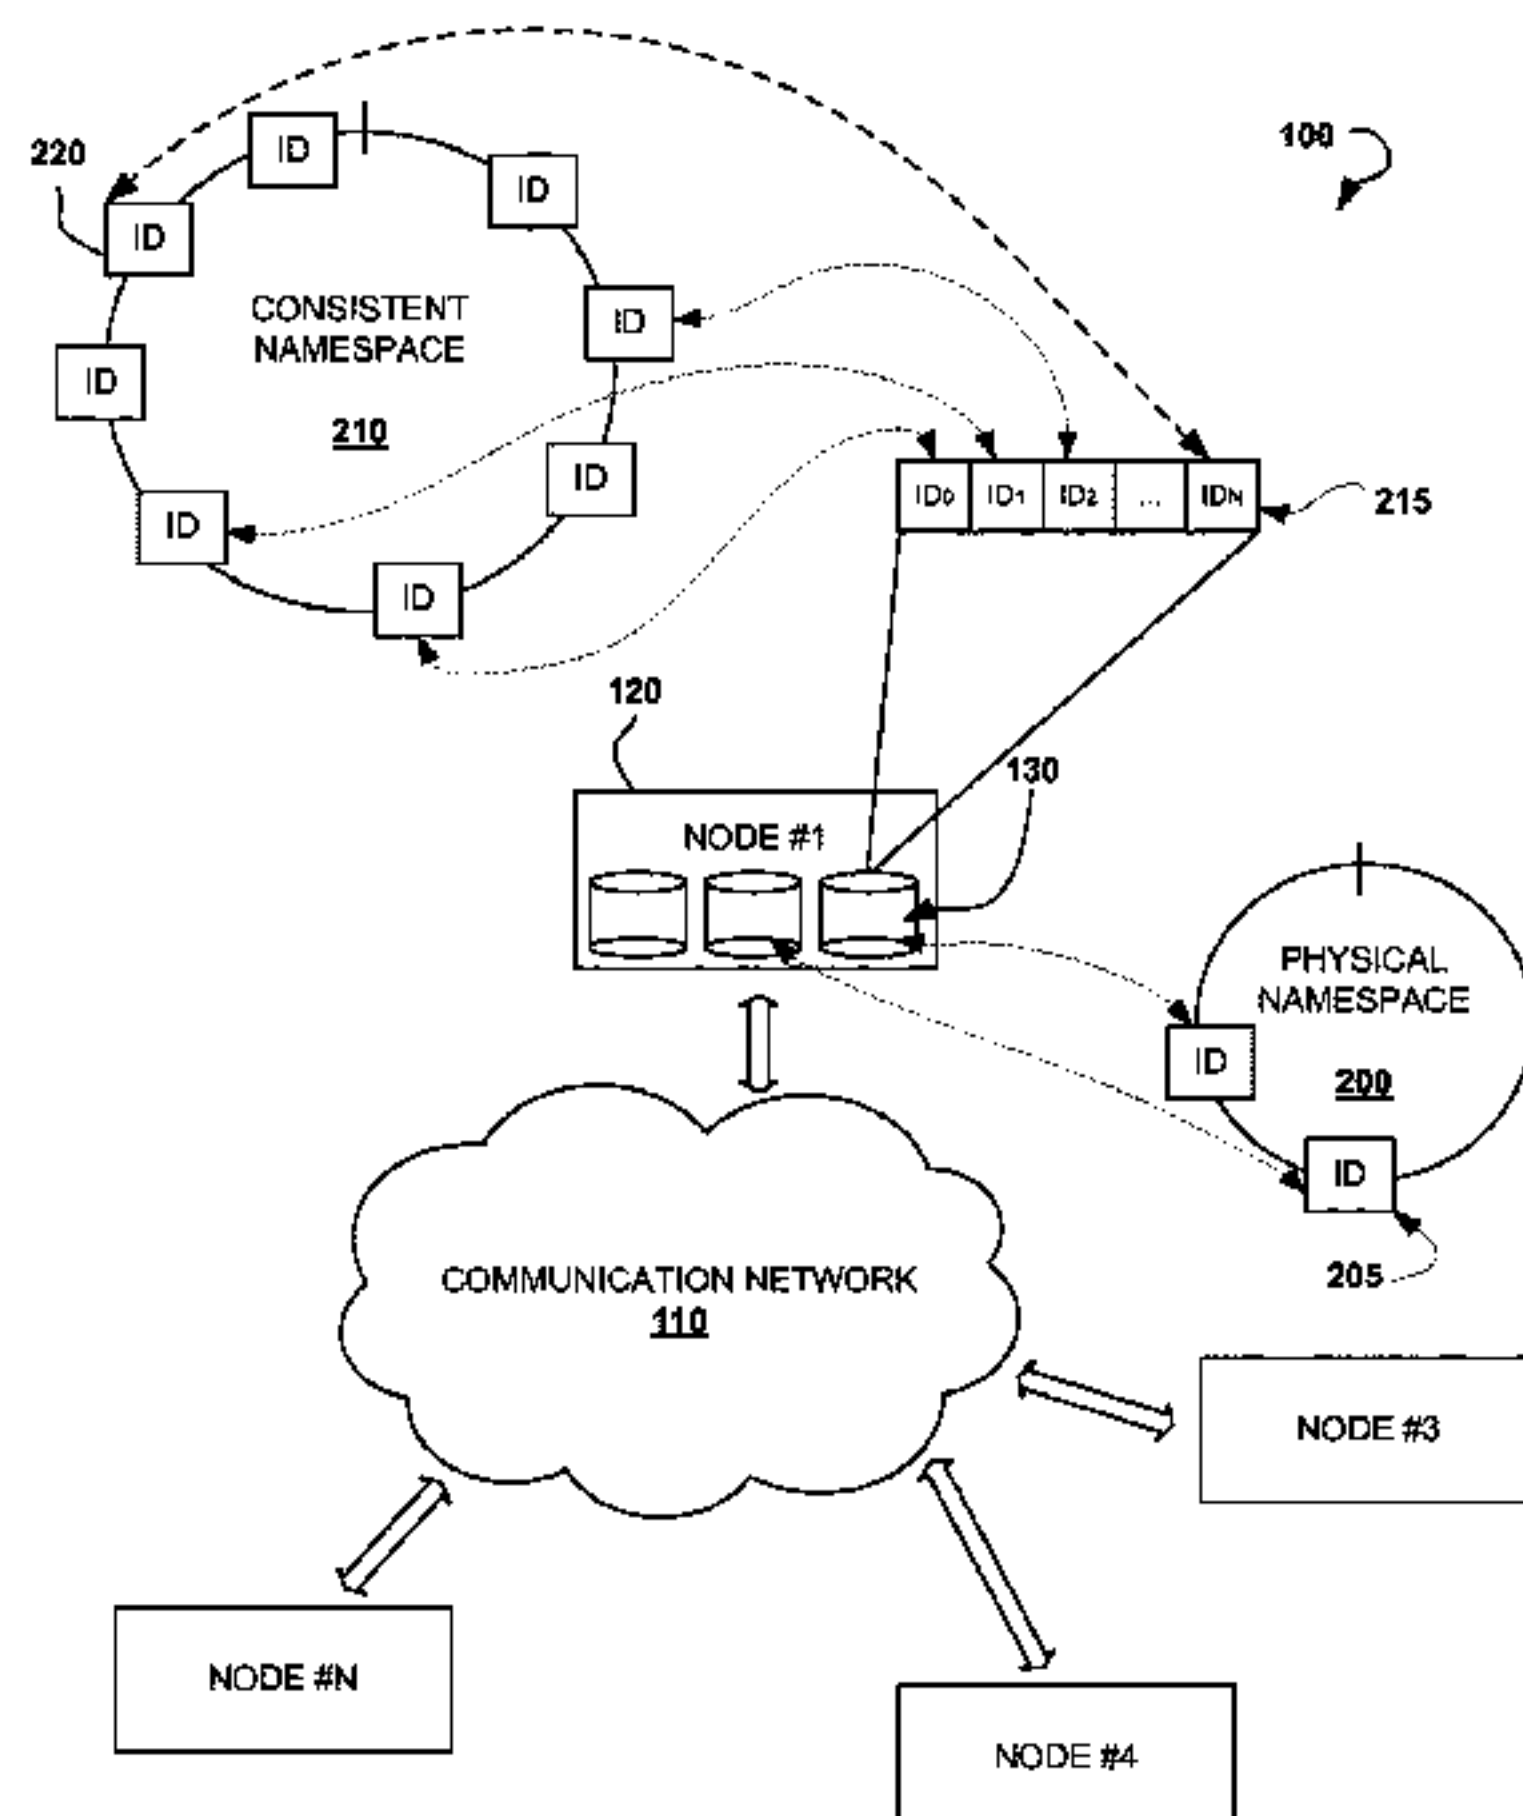 100
220
ID
ID
ID
CONSISTENT
NAMESPACE
ID
ID
210
ID
ID
ID
ID₀ ID₁ ID₂ ... IDN
215
120
130
NODE #1
PHYSICAL
NAMESPACE
ID
200
ID
205
COMMUNICATION NETWORK
110
NODE #3
NODE #N
NODE #4